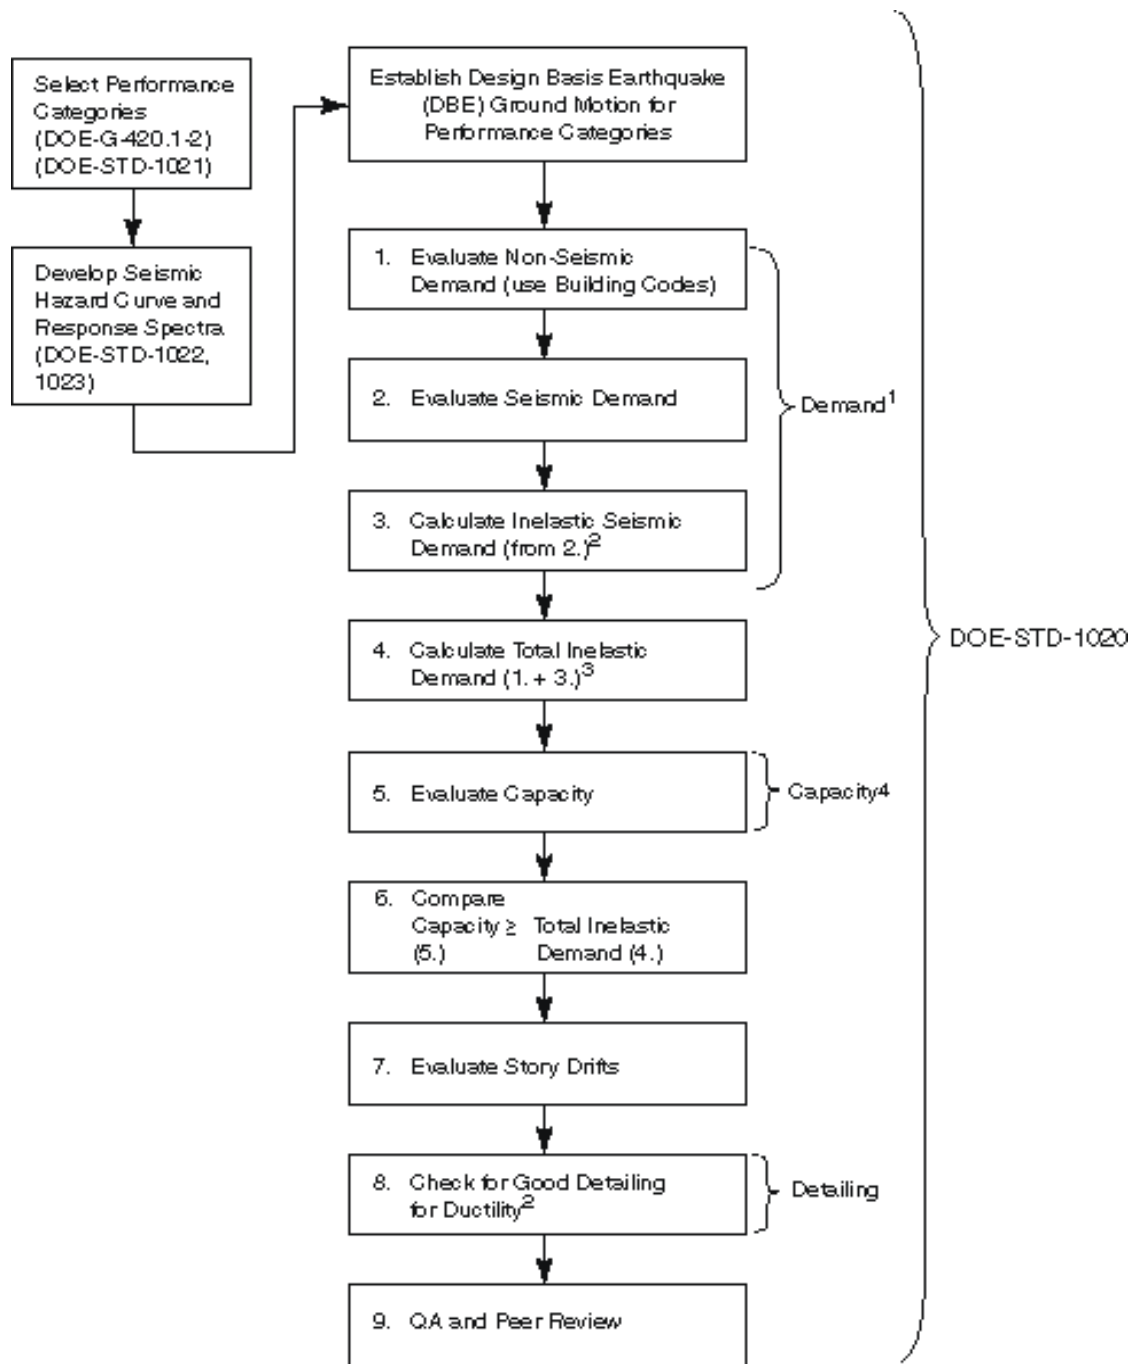 Select Performance
Categories
(DOE-G-420.1-2)
(DOE-STD-1021)
Develop Seismic
Hazard Curve and
Response Spectra
(DOE-STD-1022,
1023)
Establish Design Basis Earthquake
(DBE) Ground Motion for
Performance Categories
1. Evaluate Non-Seismic
Demand (use Building Codes)
2. Evaluate Seismic Demand
3. Calculate Inelastic Seismic
Demand (from 2.)²
Demand¹
4. Calculate Total Inelastic
Demand (1. + 3.)³
5. Evaluate Capacity
Capacity⁴
6. Compare
Capacity ≥ Total Inelastic
(5.) Demand (4.)
7. Evaluate Story Drifts
8. Check for Good Detailing
for Ductility²
Detailing
9. QA and Peer Review
DOE-STD-1020